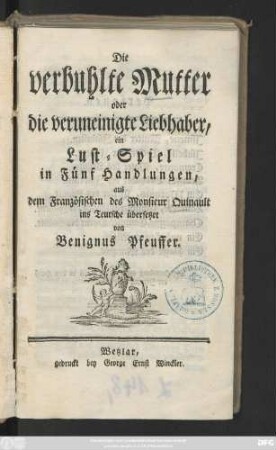 Die
verbuhlte Mutter
oder
die veruneinigte Liebhaber,
ein
Lust-Spiel
in Fünf Handlungen,
aus
dem Französischen des Monsieur Quinault
ins Teutsche übersetzet
von
Benignus Pfeuffer.
Wetzlar,
gedruckt bey George Ernst Winckler.